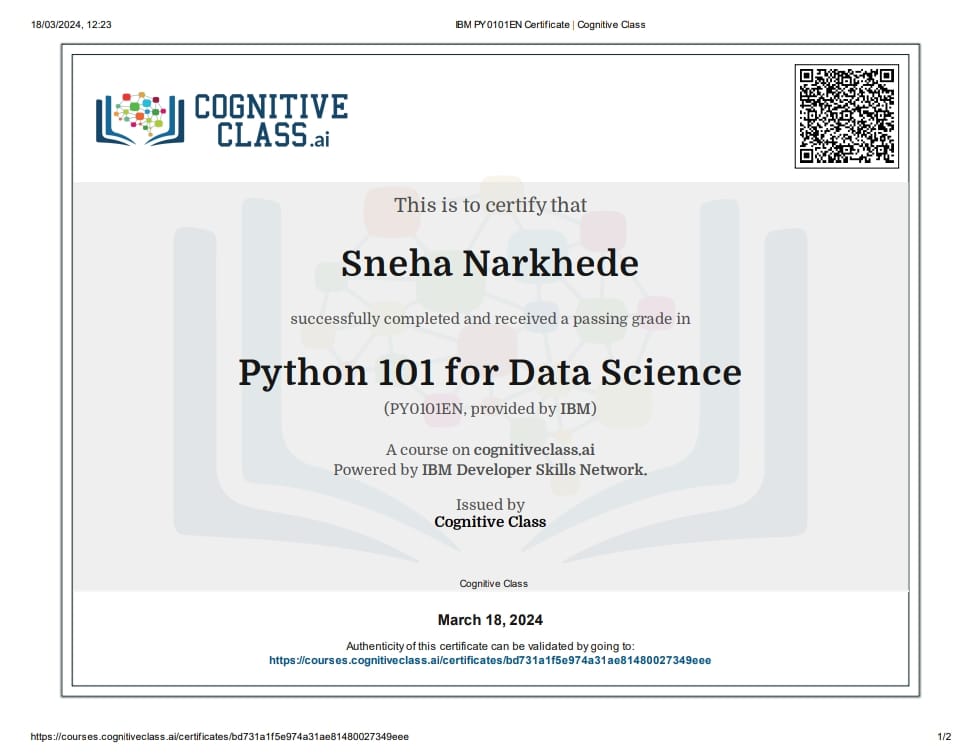 18/03/2024, 12:23
IBM PY0101EN Certificate | Cognitive Class
COGNITIVE
CLASS.ai
This is to certify that
Sneha Narkhede
successfully completed and received a passing grade in
Python 101 for Data Science
(PY0101EN, provided by IBM)
A course on cognitiveclass.ai
Powered by IBM Developer Skills Network.
Issued by
Cognitive Class
Cognitive Class
March 18, 2024
Authenticity of this certificate can be validated by going to:
https://courses.cognitiveclass.ai/certificates/bd731a1f5e974a31ae81480027349eee
https://courses.cognitiveclass.ai/certificates/bd731a1f5e974a31ae81480027349eee
1/2